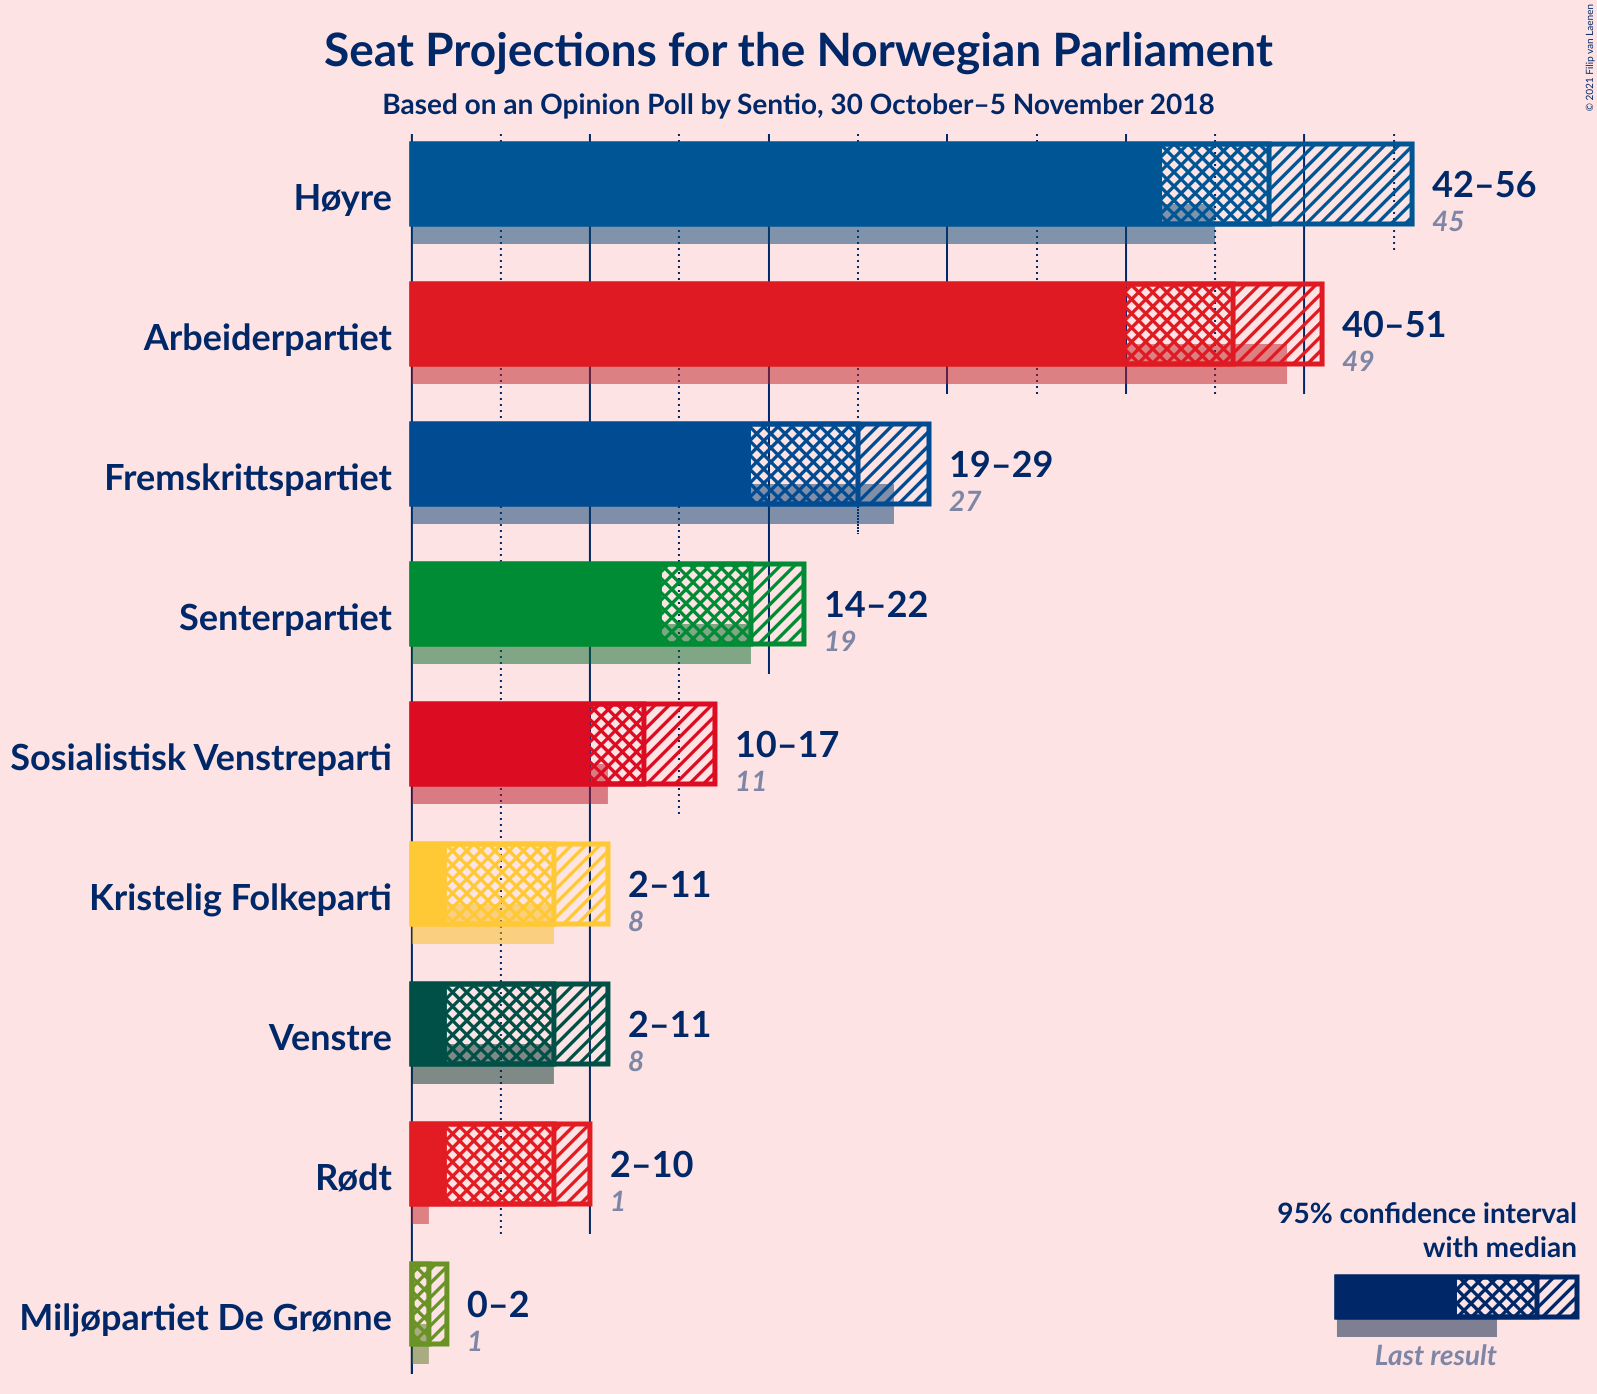 Seat Projections for the Norwegian Parliament
Based on an Opinion Poll by Sentio, 30 October–5 November 2018
© 2021 Filip van Laenen
Høyre
42–56
45
Arbeiderpartiet
40–51
49
Fremskrittspartiet
19–29
27
Senterpartiet
14–22
19
Sosialistisk Venstreparti
10–17
11
Kristelig Folkeparti
2–11
8
Venstre
2–11
8
Rødt
2–10
1
Miljøpartiet De Grønne
0–2
1
95% confidence interval
with median
Last result